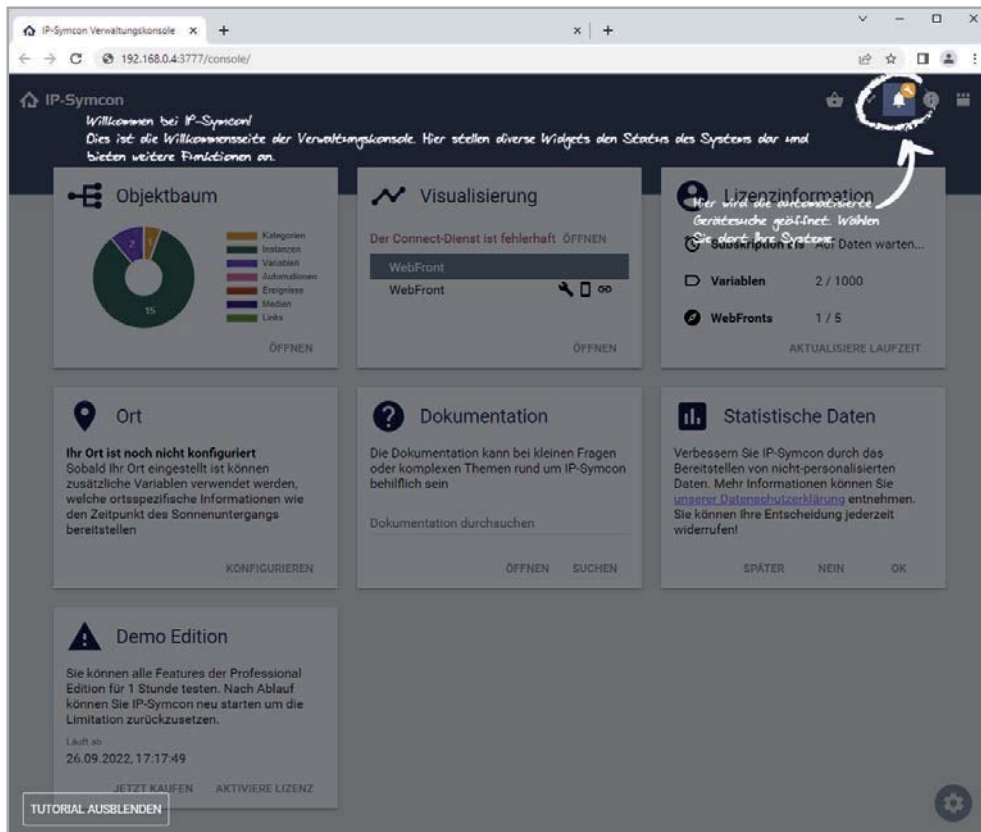 IP-Symcon Verwaltungskonsole
192.168.0.4:3777/console/
IP-Symcon
Willkommen bei IP-Symcon!
Dies ist die Willkommensseite der Verwaltungskonsole. Hier stellen diverse Widgets den Status des Systems dar und
bieten weitere Funktionen an.
Hier wird die automatisierte
Gerätesuche geöffnet. Wählen
Sie dort Ihre Systeme.
Objektbaum
2
1
15
Kategorien
Instanzen
Variablen
Automationen
Ereignisse
Medien
Links
ÖFFNEN
Visualisierung
Der Connect-Dienst ist fehlerhaft ÖFFNEN
WebFront
WebFront
ÖFFNEN
Lizenzinformation
Subskription bis Auf Daten warten...
Variablen 2 / 1000
WebFronts 1 / 5
AKTUALISIERE LAUFZEIT
Ort
Ihr Ort ist noch nicht konfiguriert
Sobald Ihr Ort eingestellt ist können
zusätzliche Variablen verwendet werden,
welche ortsspezifische Informationen wie
den Zeitpunkt des Sonnenuntergangs
bereitstellen
KONFIGURIEREN
Dokumentation
Die Dokumentation kann bei kleinen Fragen
oder komplexen Themen rund um IP-Symcon
behilflich sein
Dokumentation durchsuchen
ÖFFNEN SUCHEN
Statistische Daten
Verbessern Sie IP-Symcon durch das
Bereitstellen von nicht-personalisierten
Daten. Mehr Informationen können Sie
unserer Datenschutzerklärung entnehmen.
Sie können Ihre Entscheidung jederzeit
widerrufen!
SPÄTER NEIN OK
Demo Edition
Sie können alle Features der Professional
Edition für 1 Stunde testen. Nach Ablauf
können Sie IP-Symcon neu starten um die
Limitation zurückzusetzen.
Läuft ab
26.09.2022, 17:17:49
JETZT KAUFEN AKTIVIERE LIZENZ
TUTORIAL AUSBLENDEN